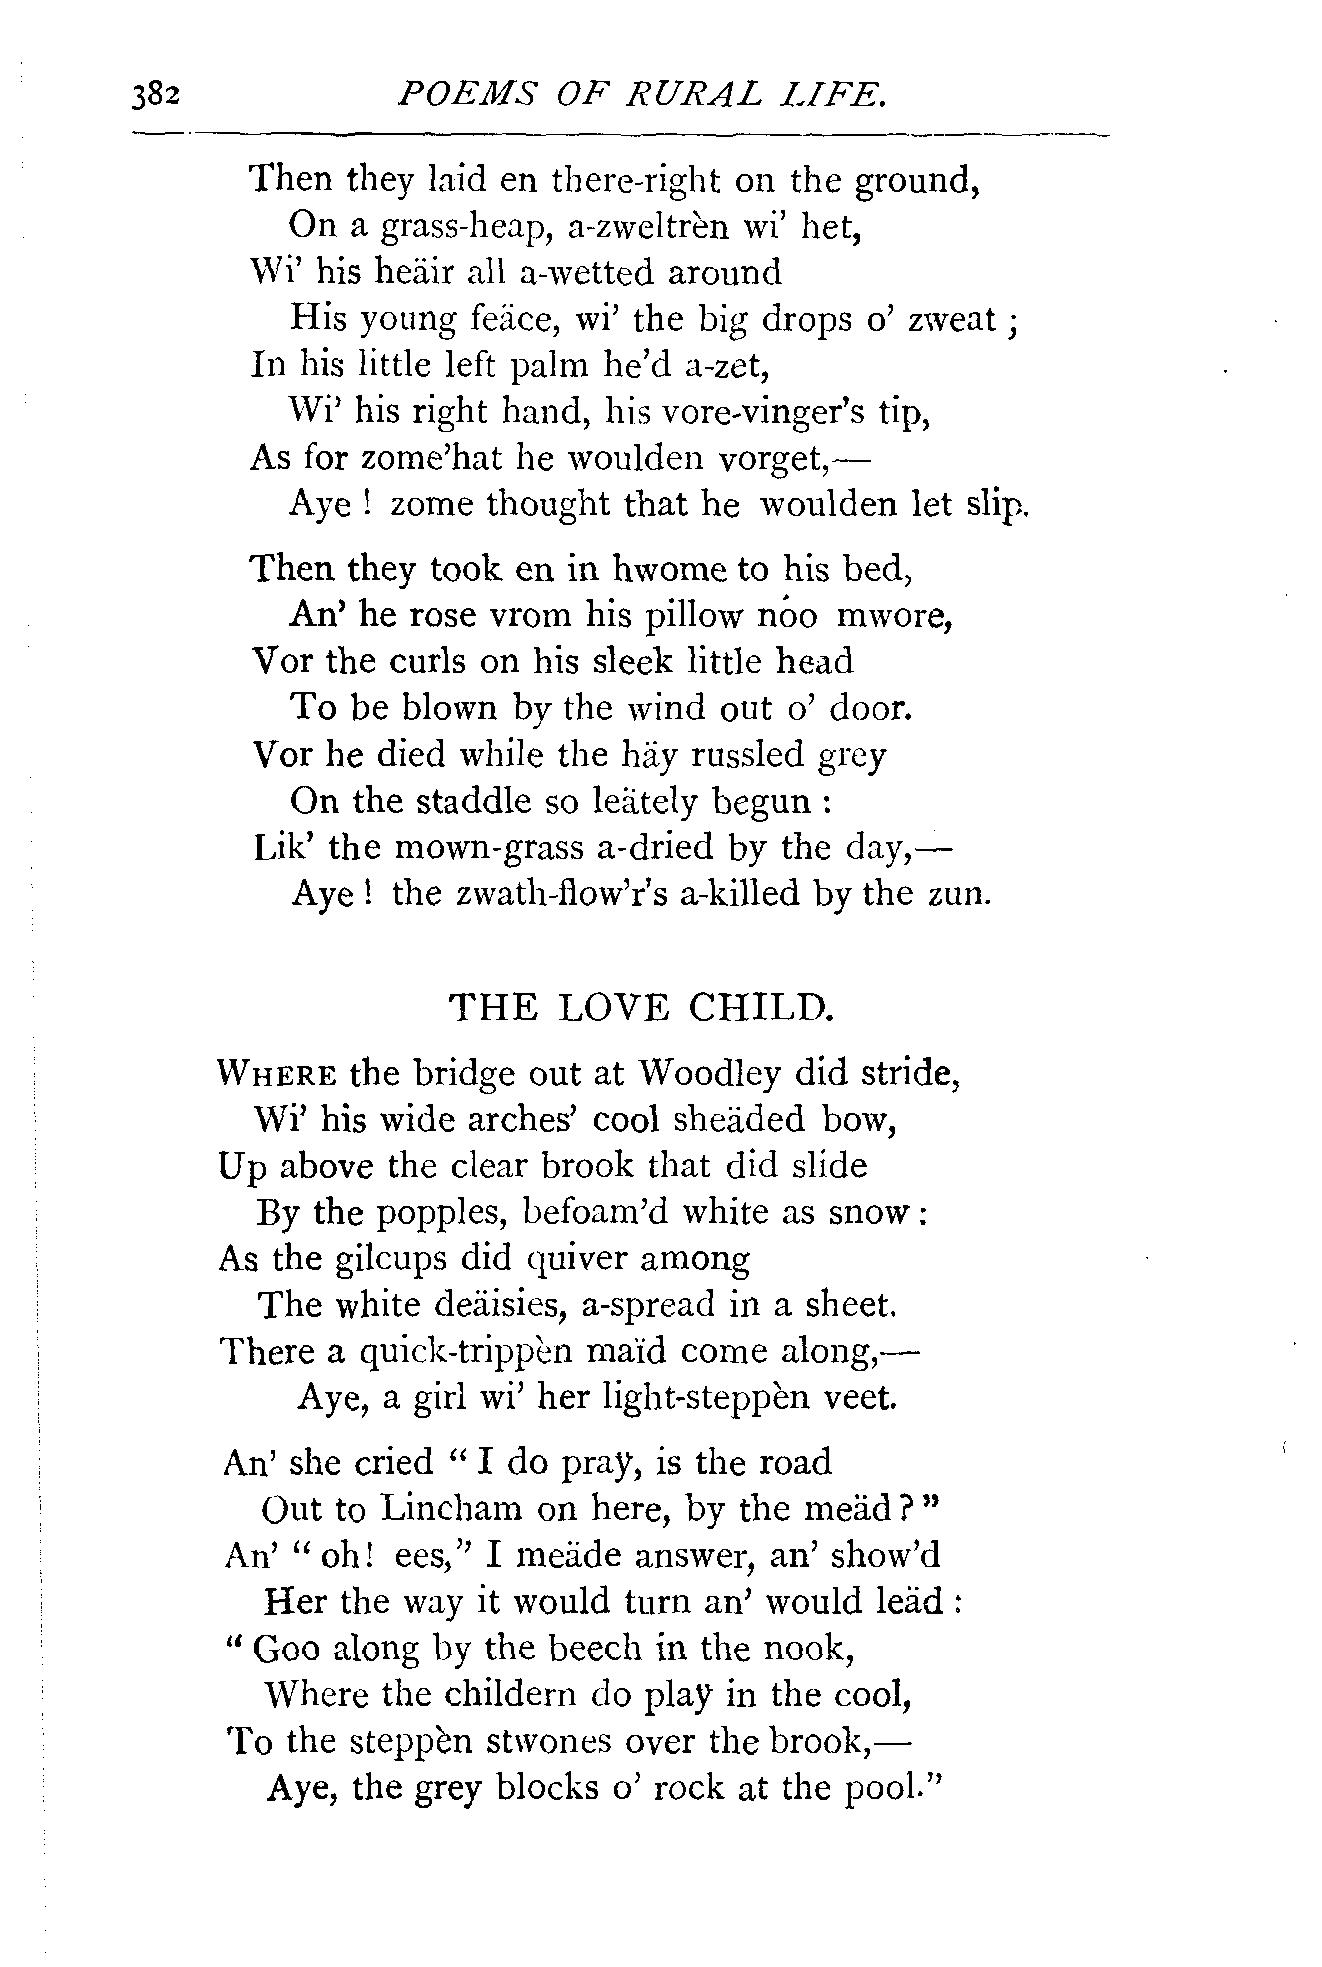 382 POEMS OF RURAL LIFE.
Then they laid en there-right on the ground,
On a grass-heap, a-zweltrèn wi' het,
Wi' his heäir all a-wetted around
His young feäce, wi' the big drops o' zweat ;
In his little left palm he'd a-zet,
Wi' his right hand, his vore-vinger's tip,
As for zome'hat he woulden vorget,—
Aye ! zome thought that he woulden let slip.
Then they took en in hwome to his bed,
An' he rose vrom his pillow nóo mwore,
Vor the curls on his sleek little head
To be blown by the wind out o' door.
Vor he died while the häy russled grey
On the staddle so leätely begun :
Lik' the mown-grass a-dried by the day,—
Aye ! the zwath-flow'r's a-killed by the zun.
THE LOVE CHILD.
WHERE the bridge out at Woodley did stride,
Wi' his wide arches' cool sheäded bow,
Up above the clear brook that did slide
By the popples, befoam'd white as snow :
As the gilcups did quiver among
The white deäisies, a-spread in a sheet.
There a quick-trippèn maïd come along,—
Aye, a girl wi' her light-steppèn veet.
An' she cried " I do pray, is the road
Out to Lincham on here, by the meäd ? "
An' " oh ! ees," I meäde answer, an' show'd
Her the way it would turn an' would leäd :
" Goo along by the beech in the nook,
Where the childern do play in the cool,
To the steppèn stwones over the brook,—
Aye, the grey blocks o' rock at the pool."